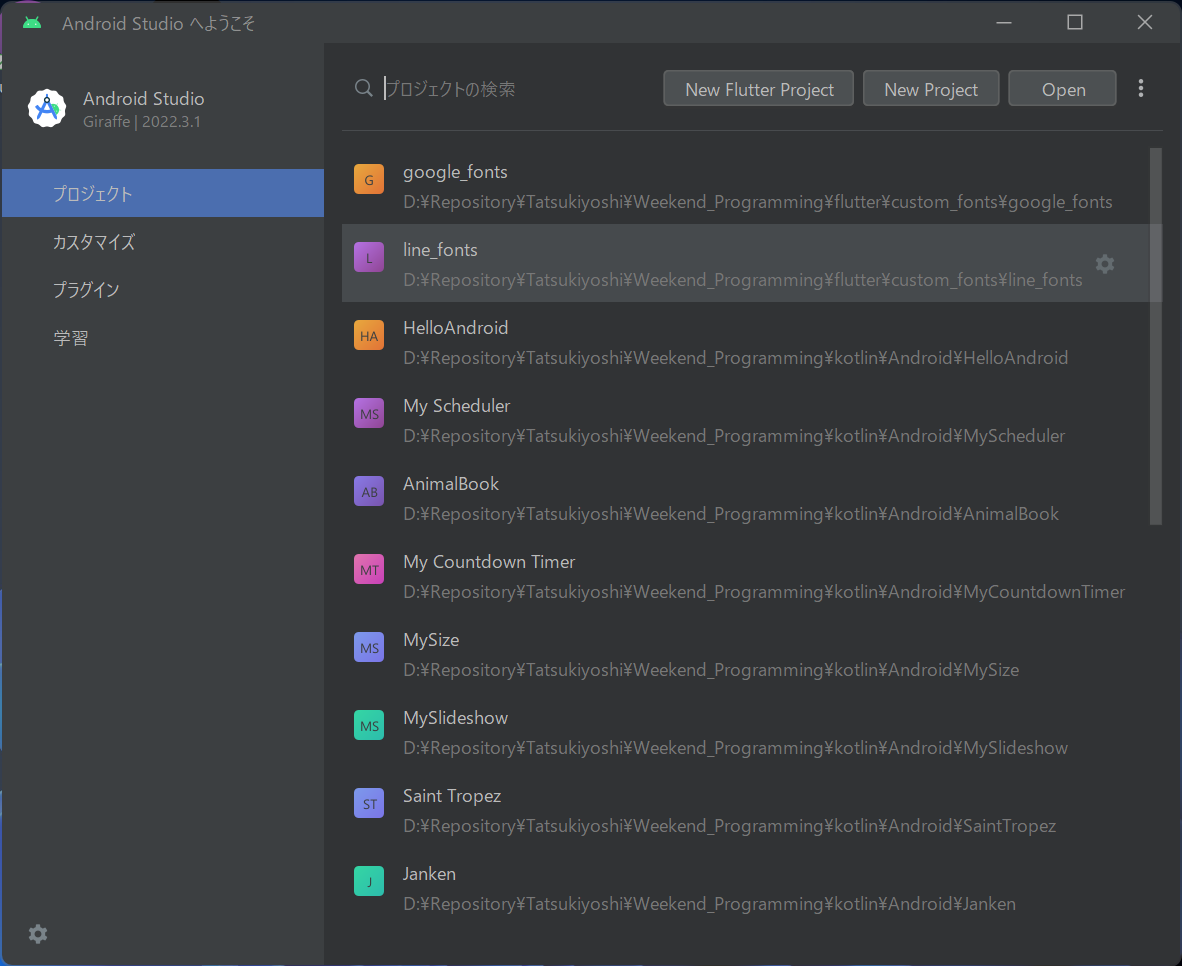 Android Studio へようこそ
Android Studio
Giraffe | 2022.3.1
プロジェクト
カスタマイズ
プラグイン
学習
プロジェクトの検索
New Flutter Project
New Project
Open
G
google_fonts
D:¥Repository¥Tatsukiyoshi¥Weekend_Programming¥flutter¥custom_fonts¥google_fonts
L
line_fonts
D:¥Repository¥Tatsukiyoshi¥Weekend_Programming¥flutter¥custom_fonts¥line_fonts
HA
HelloAndroid
D:¥Repository¥Tatsukiyoshi¥Weekend_Programming¥kotlin¥Android¥HelloAndroid
MS
My Scheduler
D:¥Repository¥Tatsukiyoshi¥Weekend_Programming¥kotlin¥Android¥MyScheduler
AB
AnimalBook
D:¥Repository¥Tatsukiyoshi¥Weekend_Programming¥kotlin¥Android¥AnimalBook
MT
My Countdown Timer
D:¥Repository¥Tatsukiyoshi¥Weekend_Programming¥kotlin¥Android¥MyCountdownTimer
MS
MySize
D:¥Repository¥Tatsukiyoshi¥Weekend_Programming¥kotlin¥Android¥MySize
MS
MySlideshow
D:¥Repository¥Tatsukiyoshi¥Weekend_Programming¥kotlin¥Android¥MySlideshow
ST
Saint Tropez
D:¥Repository¥Tatsukiyoshi¥Weekend_Programming¥kotlin¥Android¥SaintTropez
J
Janken
D:¥Repository¥Tatsukiyoshi¥Weekend_Programming¥kotlin¥Android¥Janken